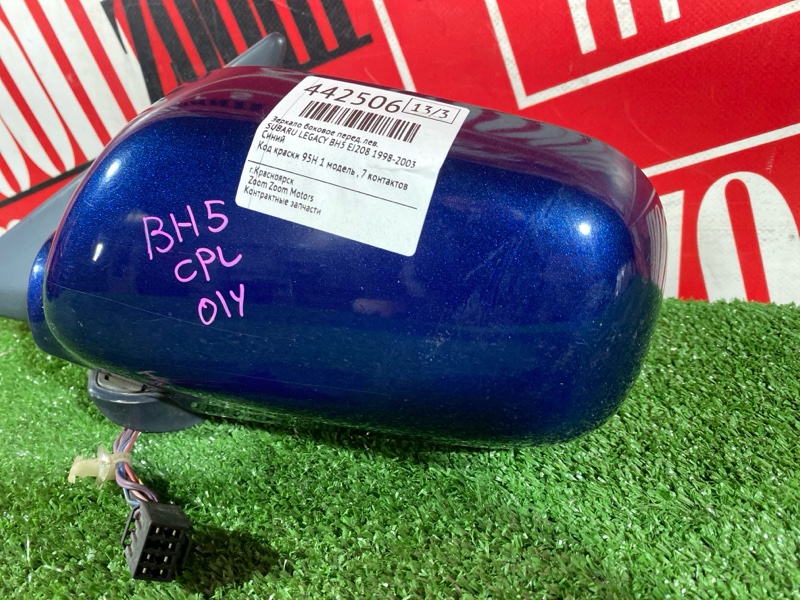 442506 13/3
Зеркало боковое перед.лев.
SUBARU LEGACY BH5 EJ208 1998-2003
Синий
Код краски 95H 1 модель , 7 контактов
г.Красноярск
Zoom Zoom Motors
Контрактные запчасти
BH5
CPL
01Y